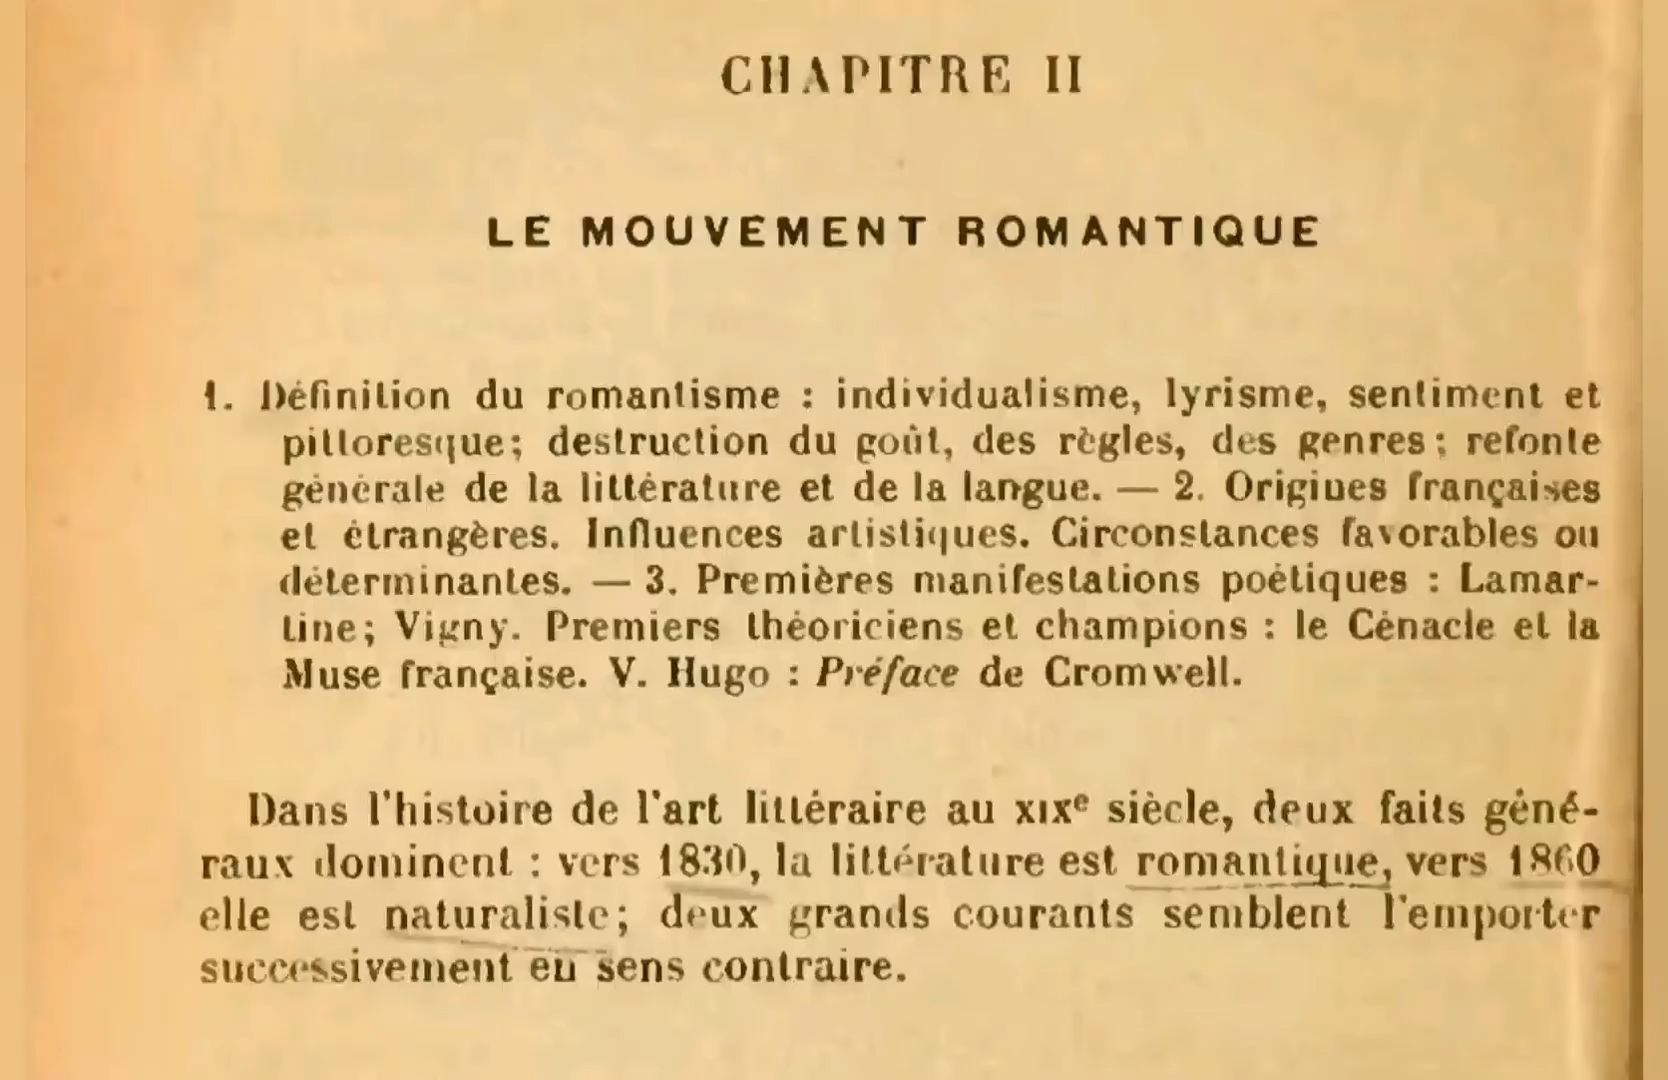 CHAPITRE II
LE MOUVEMENT ROMANTIQUE
1. Définition du romantisme : individualisme, lyrisme, sentiment et
pittoresque; destruction du goût, des règles, des genres; refonte
générale de la littérature et de la langue. — 2. Origines françaises
et étrangères. Influences artistiques. Circonstances favorables ou
déterminantes. — 3. Premières manifestations poétiques : Lamar-
tine; Vigny. Premiers théoriciens et champions : le Cénacle et la
Muse française. V. Hugo : Préface de Cromwell.
Dans l'histoire de l'art littéraire au XIXe siècle, deux faits géné-
raux dominent : vers 1830, la littérature est romantique, vers 1860
elle est naturaliste; deux grands courants semblent l'emporter
successivement en sens contraire.